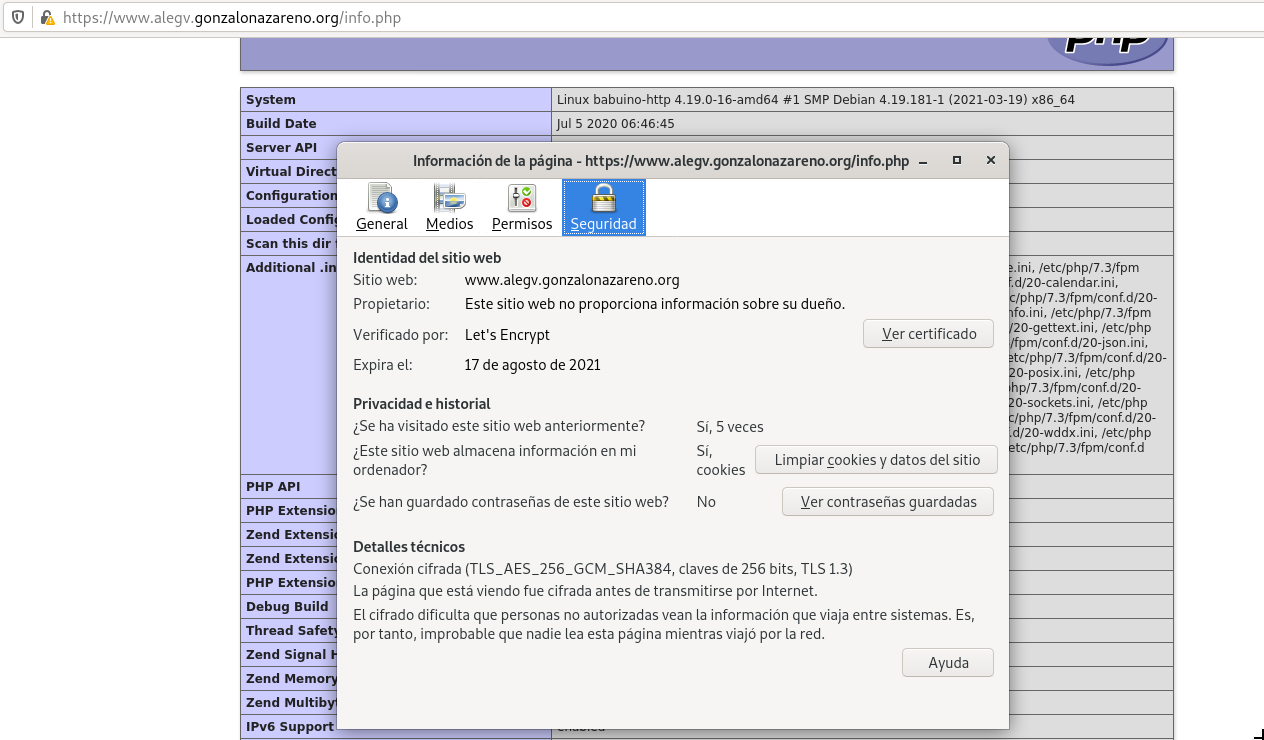 https://www.alegv.gonzalonazareno.org/info.php
php
System Linux babuino-http 4.19.0-16-amd64 #1 SMP Debian 4.19.181-1 (2021-03-19) x86_64
Build Date Jul 5 2020 06:46:45
Server API
Virtual Direct
Configuration
Loaded Config
Scan this dir f
Additional .in
e.ini, /etc/php/7.3/fpm
f.d/20-calendar.ini,
c/php/7.3/fpm/conf.d/20-
nfo.ini, /etc/php/7.3/fpm
/20-gettext.ini, /etc/php
/fpm/conf.d/20-json.ini,
etc/php/7.3/fpm/conf.d/20-
20-posix.ini, /etc/php
php/7.3/fpm/conf.d/20-
20-sockets.ini, /etc/php
c/php/7.3/fpm/conf.d/20-
.d/20-wddx.ini, /etc/php
etc/php/7.3/fpm/conf.d
PHP API
PHP Extensio
Zend Extensio
Zend Extensio
PHP Extensio
Debug Build
Thread Safety
Zend Signal H
Zend Memory
Zend Multiby
IPv6 Support enabled
Información de la página - https://www.alegv.gonzalonazareno.org/info.php
General Medios Permisos Seguridad
Identidad del sitio web
Sitio web: www.alegv.gonzalonazareno.org
Propietario: Este sitio web no proporciona información sobre su dueño.
Verificado por: Let's Encrypt Ver certificado
Expira el: 17 de agosto de 2021
Privacidad e historial
¿Se ha visitado este sitio web anteriormente? Sí, 5 veces
¿Este sitio web almacena información en mi
ordenador?
Sí,
cookies
Limpiar cookies y datos del sitio
¿Se han guardado contraseñas de este sitio web? No Ver contraseñas guardadas
Detalles técnicos
Conexión cifrada (TLS_AES_256_GCM_SHA384, claves de 256 bits, TLS 1.3)
La página que está viendo fue cifrada antes de transmitirse por Internet.
El cifrado dificulta que personas no autorizadas vean la información que viaja entre sistemas. Es,
por tanto, improbable que nadie lea esta página mientras viajó por la red.
Ayuda